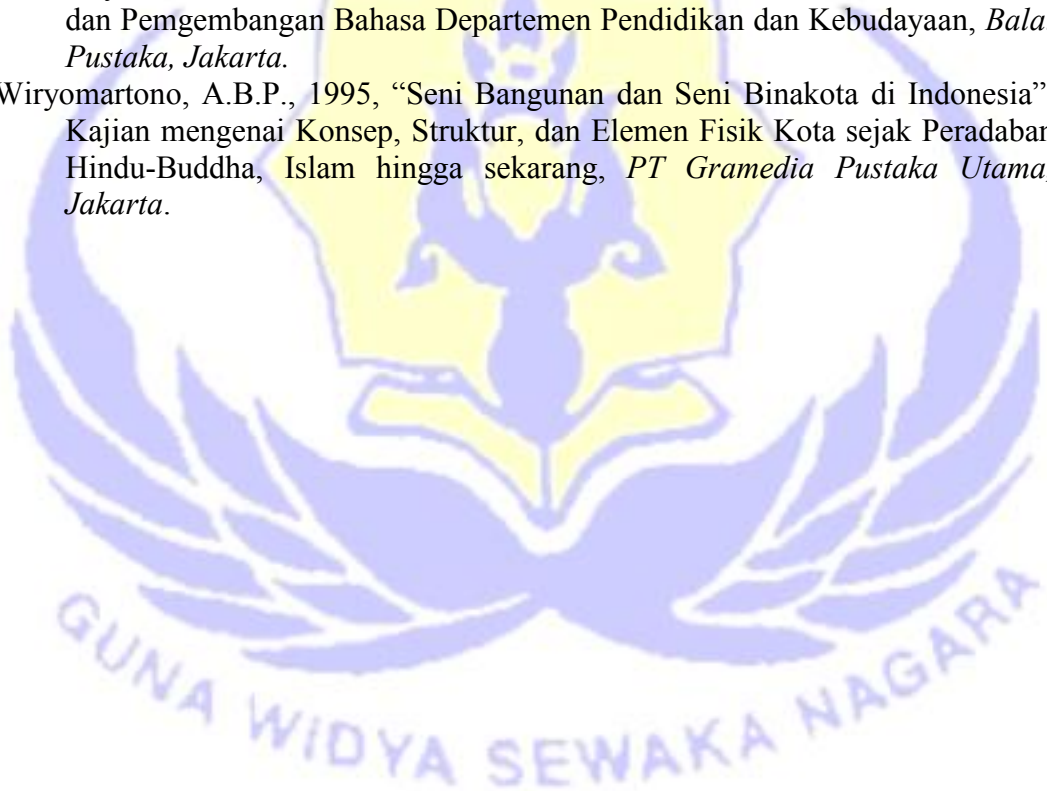 dan Pemgembangan Bahasa Departemen Pendidikan dan Kebudayaan, Bala
Pustaka, Jakarta.
Wiryomartono, A.B.P., 1995, “Seni Bangunan dan Seni Binakota di Indonesia”
Kajian mengenai Konsep, Struktur, dan Elemen Fisik Kota sejak Peradaban
Hindu-Buddha, Islam hingga sekarang, PT Gramedia Pustaka Utama,
Jakarta.
GUNA WIDYA SEWAKA NAGARA